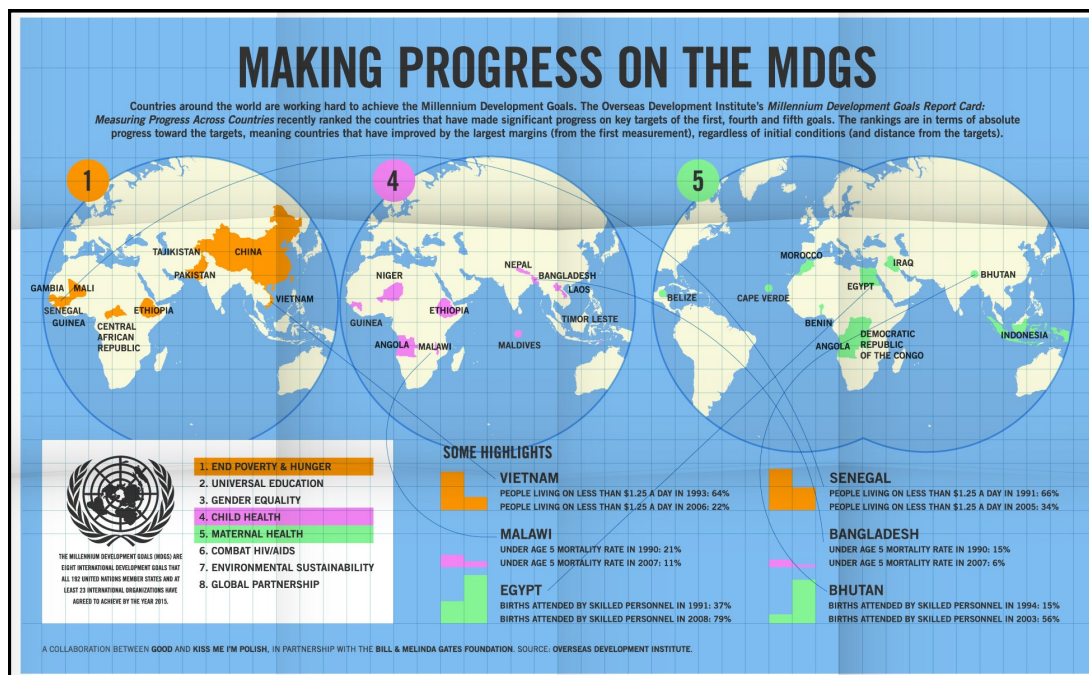 MAKING PROGRESS ON THE MDGS
Countries around the world are working hard to achieve the Millennium Development Goals. The Overseas Development Institute's Millennium Development Goals Report Card:
Measuring Progress Across Countries recently ranked the countries that have made significant progress on key targets of the first, fourth and fifth goals. The rankings are in terms of absolute
progress toward the targets, meaning countries that have improved by the largest margins (from the first measurement), regardless of initial conditions (and distance from the targets).
1
TAJIKISTAN
CHINA
PAKISTAN
GAMBIA
MALI
VIETNAM
SENEGAL
ETHIOPIA
GUINEA
CENTRAL
AFRICAN
REPUBLIC
4
NEPAL
NIGER
BANGLADESH
LAOS
GUINEA
ETHIOPIA
TIMOR LESTE
ANGOLA
MALAWI
MALDIVES
5
MOROCCO
IRAQ
BHUTAN
EGYPT
BELIZE
CAPE VERDE
BENIN
ANGOLA
DEMOCRATIC
REPUBLIC
OF THE CONGO
INDONESIA
THE MILLENNIUM DEVELOPMENT GOALS (MDGS) ARE
EIGHT INTERNATIONAL DEVELOPMENT GOALS THAT
ALL 192 UNITED NATIONS MEMBER STATES AND AT
LEAST 23 INTERNATIONAL ORGANIZATIONS HAVE
AGREED TO ACHIEVE BY THE YEAR 2015.
1. END POVERTY & HUNGER
2. UNIVERSAL EDUCATION
3. GENDER EQUALITY
4. CHILD HEALTH
5. MATERNAL HEALTH
6. COMBAT HIV/AIDS
7. ENVIRONMENTAL SUSTAINABILITY
8. GLOBAL PARTNERSHIP
SOME HIGHLIGHTS
VIETNAM
PEOPLE LIVING ON LESS THAN $1.25 A DAY IN 1993: 64%
PEOPLE LIVING ON LESS THAN $1.25 A DAY IN 2006: 22%
MALAWI
UNDER AGE 5 MORTALITY RATE IN 1990: 21%
UNDER AGE 5 MORTALITY RATE IN 2007: 11%
EGYPT
BIRTHS ATTENDED BY SKILLED PERSONNEL IN 1991: 37%
BIRTHS ATTENDED BY SKILLED PERSONNEL IN 2008: 79%
SENEGAL
PEOPLE LIVING ON LESS THAN $1.25 A DAY IN 1991: 66%
PEOPLE LIVING ON LESS THAN $1.25 A DAY IN 2005: 34%
BANGLADESH
UNDER AGE 5 MORTALITY RATE IN 1990: 15%
UNDER AGE 5 MORTALITY RATE IN 2007: 6%
BHUTAN
BIRTHS ATTENDED BY SKILLED PERSONNEL IN 1994: 15%
BIRTHS ATTENDED BY SKILLED PERSONNEL IN 2003: 56%
A COLLABORATION BETWEEN GOOD AND KISS ME I'M POLISH, IN PARTNERSHIP WITH THE BILL & MELINDA GATES FOUNDATION. SOURCE: OVERSEAS DEVELOPMENT INSTITUTE.